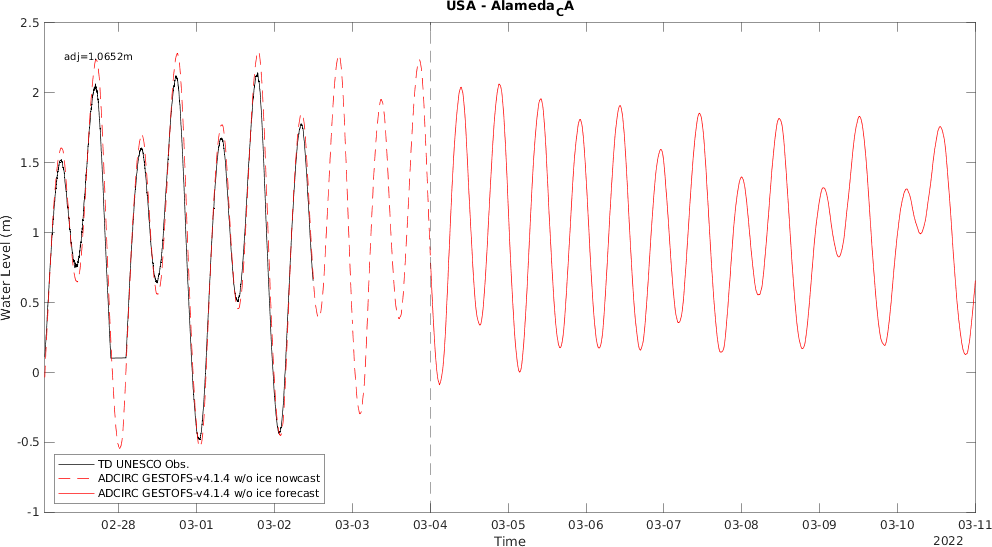 USA - Alameda_CA
adj=1.0652m
2.5
2
1.5
1
0.5
0
-0.5
-1
Water Level (m)
TD UNESCO Obs.
ADCIRC GESTOFS-v4.1.4 w/o ice nowcast
ADCIRC GESTOFS-v4.1.4 w/o ice forecast
02-28 03-01 03-02 03-03 03-04 03-05 03-06 03-07 03-08 03-09 03-10 03-11
Time
2022